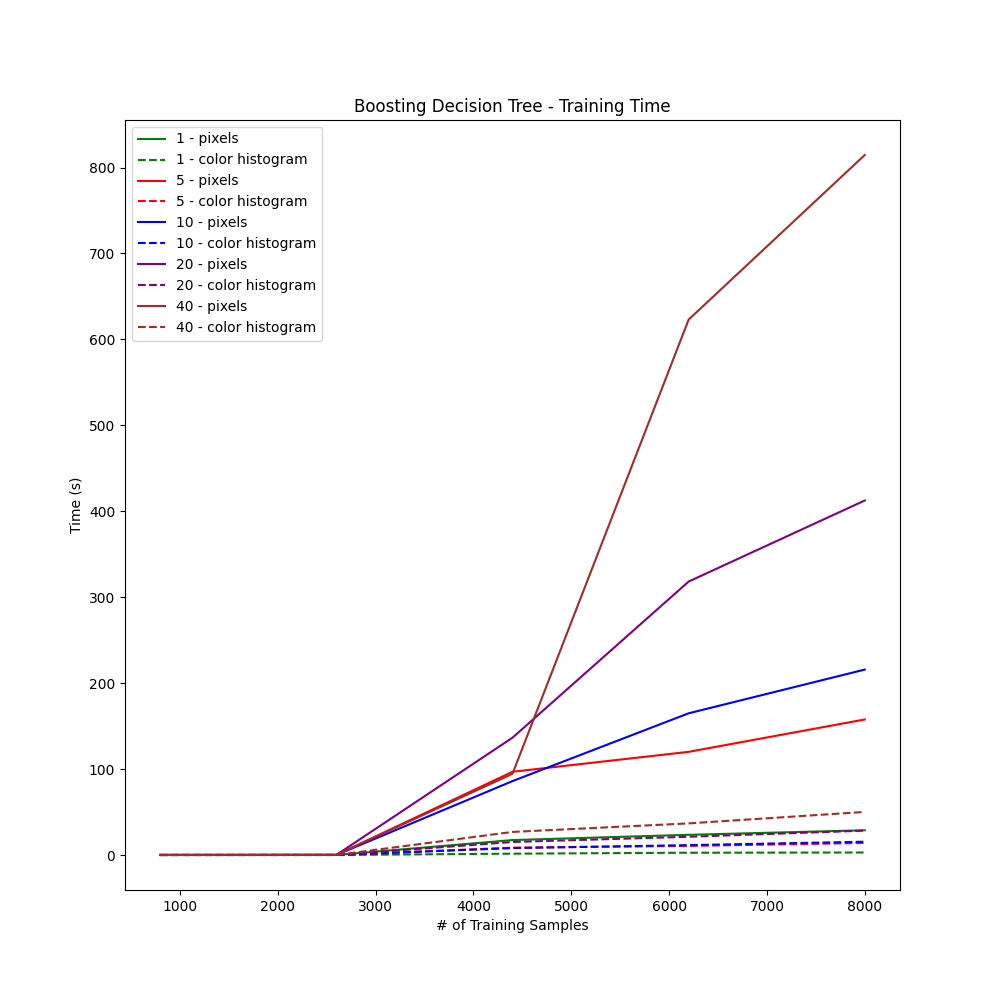 Boosting Decision Tree - Training Time
1 - pixels
1 - color histogram
5 - pixels
5 - color histogram
10 - pixels
10 - color histogram
20 - pixels
20 - color histogram
40 - pixels
40 - color histogram
800
700
600
500
400
300
200
100
0
Time (s)
1000 2000 3000 4000 5000 6000 7000 8000
# of Training Samples